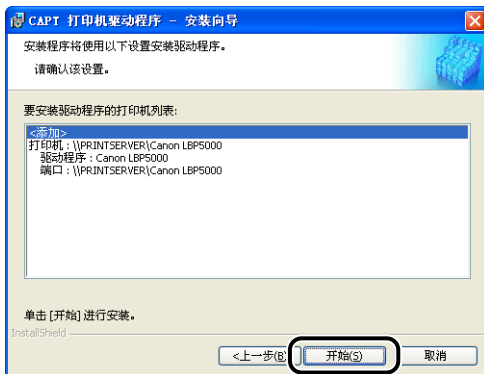 CAPT 打印机驱动程序 - 安装向导
安装程序将使用以下设置安装驱动程序。
请确认该设置。
要安装驱动程序的打印机列表:
<添加>
打印机 : \\PRINTSERVER\Canon LBP5000
驱动程序 : Canon LBP5000
端口 : \\PRINTSERVER\Canon LBP5000
单击 [开始] 进行安装。
InstallShield
<上一步(B) 开始(S) 取消